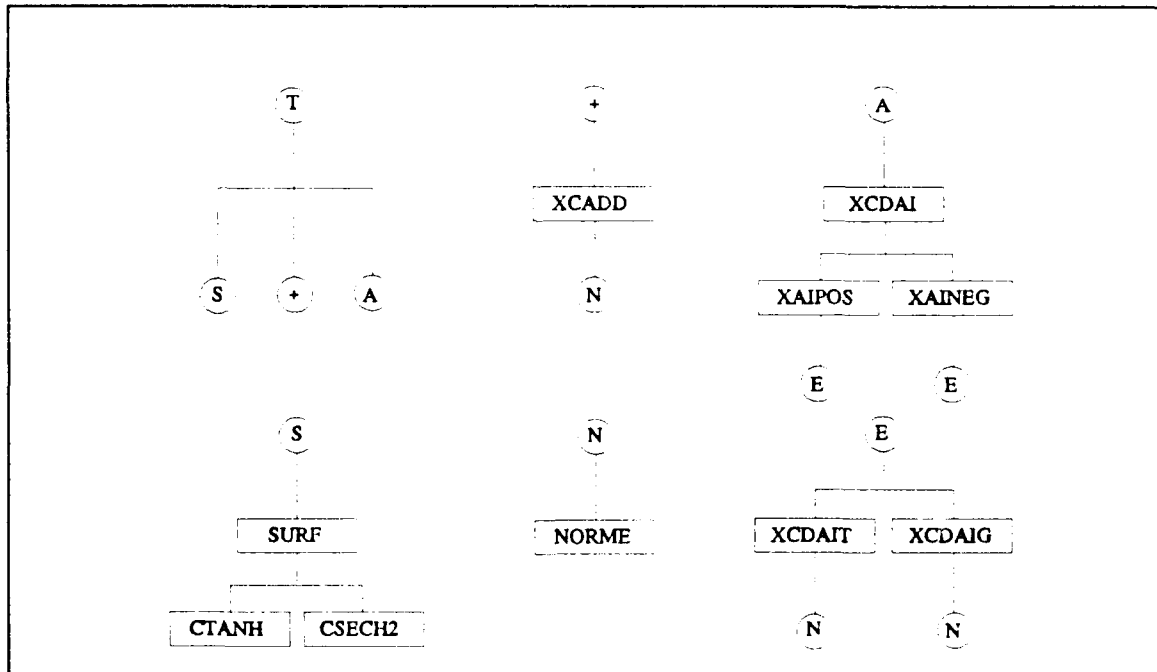 T + A
XCADD XCDAI
S + A N XAIPOS XAINEG
E E
S N E
SURF NORME XCDAIT XCDAIG
CTANH CSECH2 N N